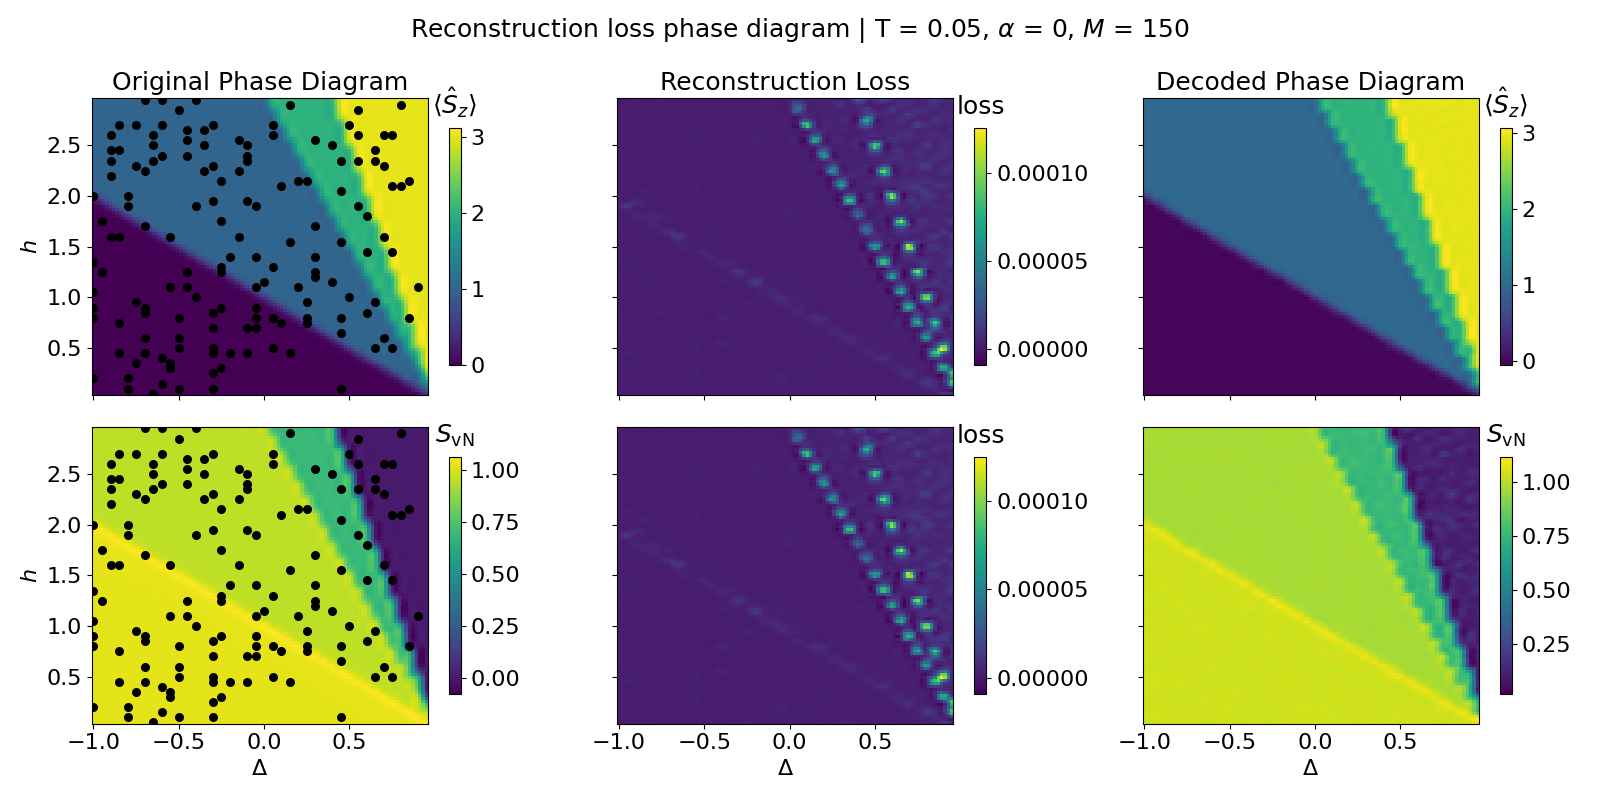 Reconstruction loss phase diagram | T = 0.05, α = 0, M = 150
Original Phase Diagram
Reconstruction Loss
Decoded Phase Diagram
⟨Ŝz⟩
loss
⟨Ŝz⟩
h
2.5
2.0
1.5
1.0
0.5
3
2
1
0
0.00010
0.00005
0.00000
3
2
1
0
SvN
loss
SvN
h
2.5
2.0
1.5
1.0
0.5
1.00
0.75
0.50
0.25
0.00
0.00010
0.00005
0.00000
1.00
0.75
0.50
0.25
−1.0 −0.5 0.0 0.5
−1.0 −0.5 0.0 0.5
−1.0 −0.5 0.0 0.5
Δ
Δ
Δ